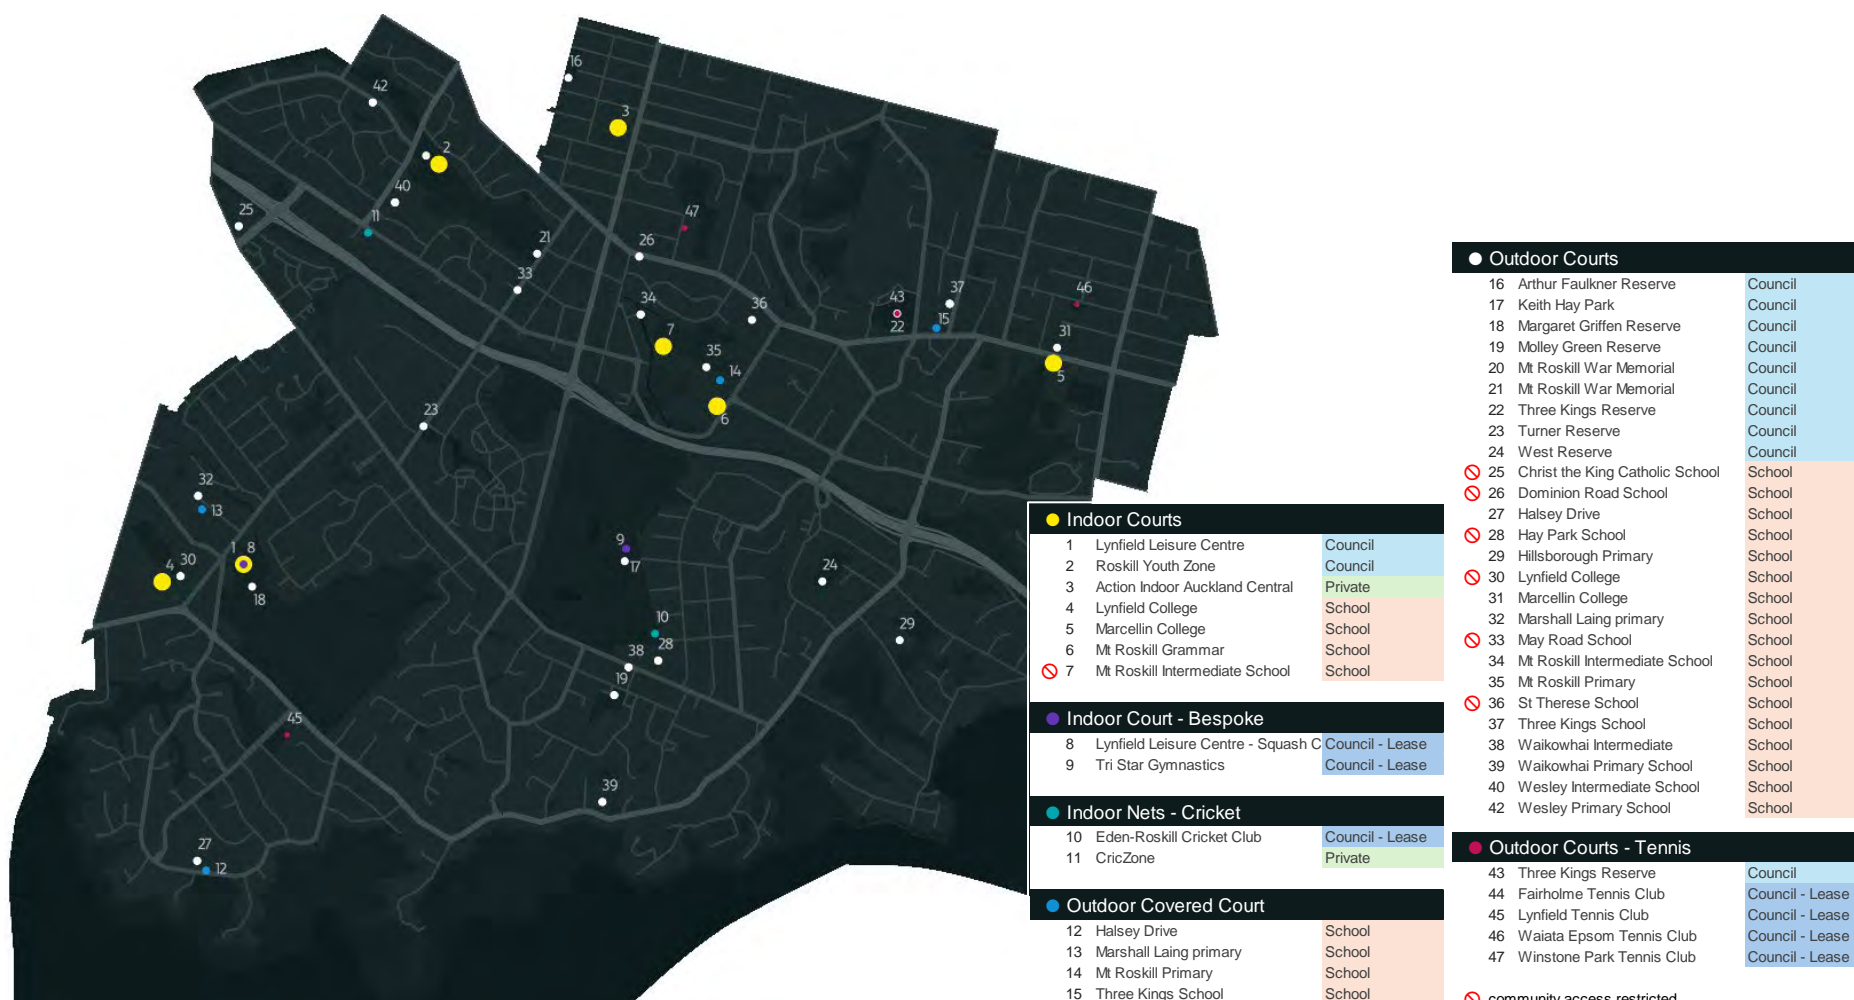 16
42
3
2
40
11
25
47
21
26
33
37
43
46
34
36
15
22
7
31
35
14
5
6
23
32
13
9
1 8
17
30
4
24
18
10
29
28
38
19
45
39
27
12
Indoor Courts
1 Lynfield Leisure Centre Council
2 Roskill Youth Zone Council
3 Action Indoor Auckland Central Private
4 Lynfield College School
5 Marcellin College School
6 Mt Roskill Grammar School
7 Mt Roskill Intermediate School School
Indoor Court - Bespoke
8 Lynfield Leisure Centre - Squash C Council - Lease
9 Tri Star Gymnastics Council - Lease
Indoor Nets - Cricket
10 Eden-Roskill Cricket Club Council - Lease
11 CricZone Private
Outdoor Covered Court
12 Halsey Drive School
13 Marshall Laing primary School
14 Mt Roskill Primary School
15 Three Kings School School
Outdoor Courts
16 Arthur Faulkner Reserve Council
17 Keith Hay Park Council
18 Margaret Griffen Reserve Council
19 Molley Green Reserve Council
20 Mt Roskill War Memorial Council
21 Mt Roskill War Memorial Council
22 Three Kings Reserve Council
23 Turner Reserve Council
24 West Reserve Council
25 Christ the King Catholic School School
26 Dominion Road School School
27 Halsey Drive School
28 Hay Park School School
29 Hillsborough Primary School
30 Lynfield College School
31 Marcellin College School
32 Marshall Laing primary School
33 May Road School School
34 Mt Roskill Intermediate School School
35 Mt Roskill Primary School
36 St Therese School School
37 Three Kings School School
38 Waikowhai Intermediate School
39 Waikowhai Primary School School
40 Wesley Intermediate School School
42 Wesley Primary School School
Outdoor Courts - Tennis
43 Three Kings Reserve Council
44 Fairholme Tennis Club Council - Lease
45 Lynfield Tennis Club Council - Lease
46 Waiata Epsom Tennis Club Council - Lease
47 Winstone Park Tennis Club Council - Lease
community access restricted